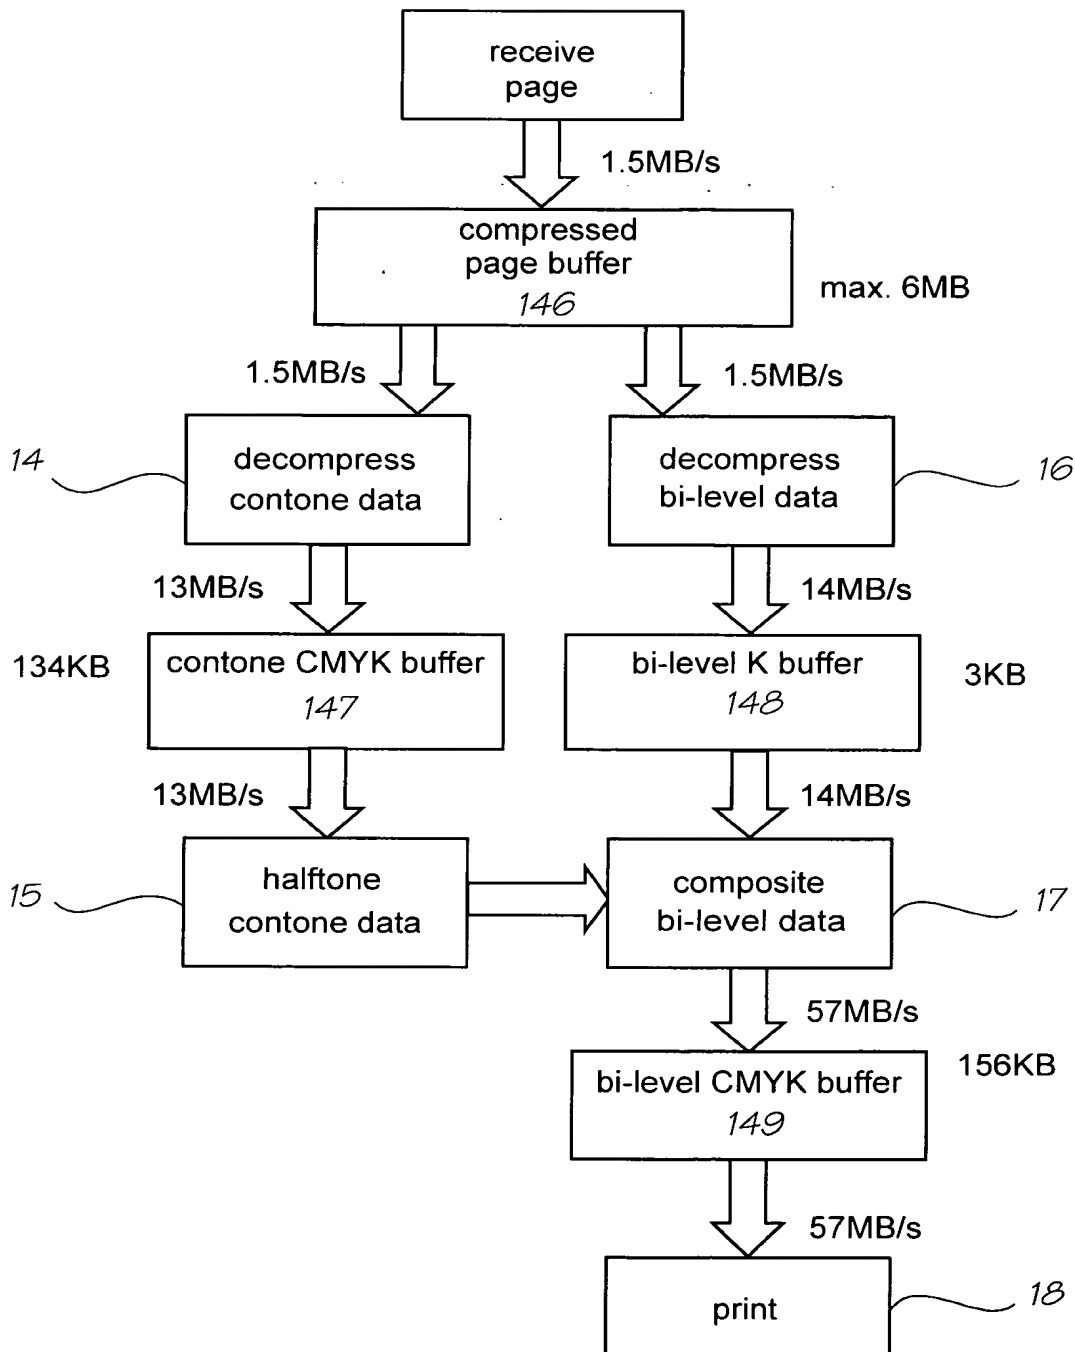 receive
page
1.5MB/s
compressed
page buffer
146
max. 6MB
1.5MB/s
1.5MB/s
14
decompress
contone data
decompress
bi-level data
16
13MB/s
14MB/s
134KB
contone CMYK buffer
147
bi-level K buffer
148
3KB
13MB/s
14MB/s
15
halftone
contone data
composite
bi-level data
17
57MB/s
bi-level CMYK buffer
149
156KB
57MB/s
print
18